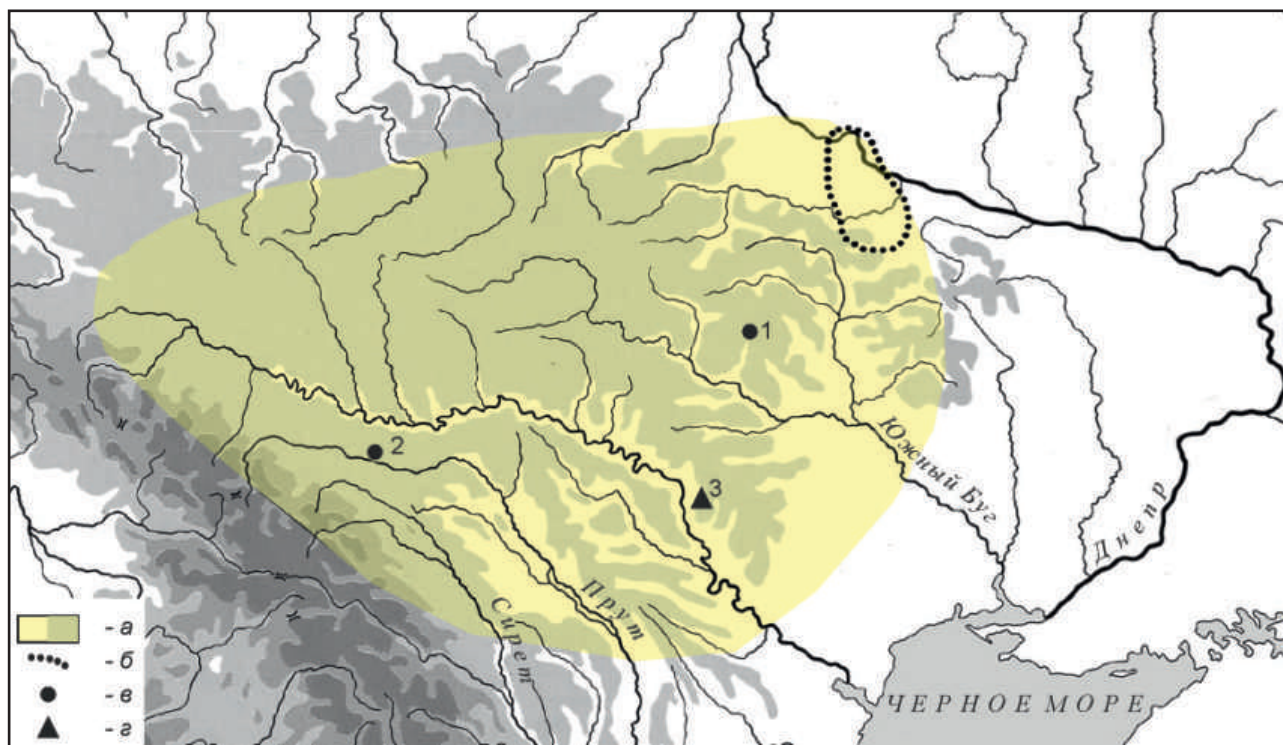 1
2
3
Южный Буг
Днепр
Прут
Сирет
ЧЕРНОЕ МОРЕ
- а
- б
- в
- г